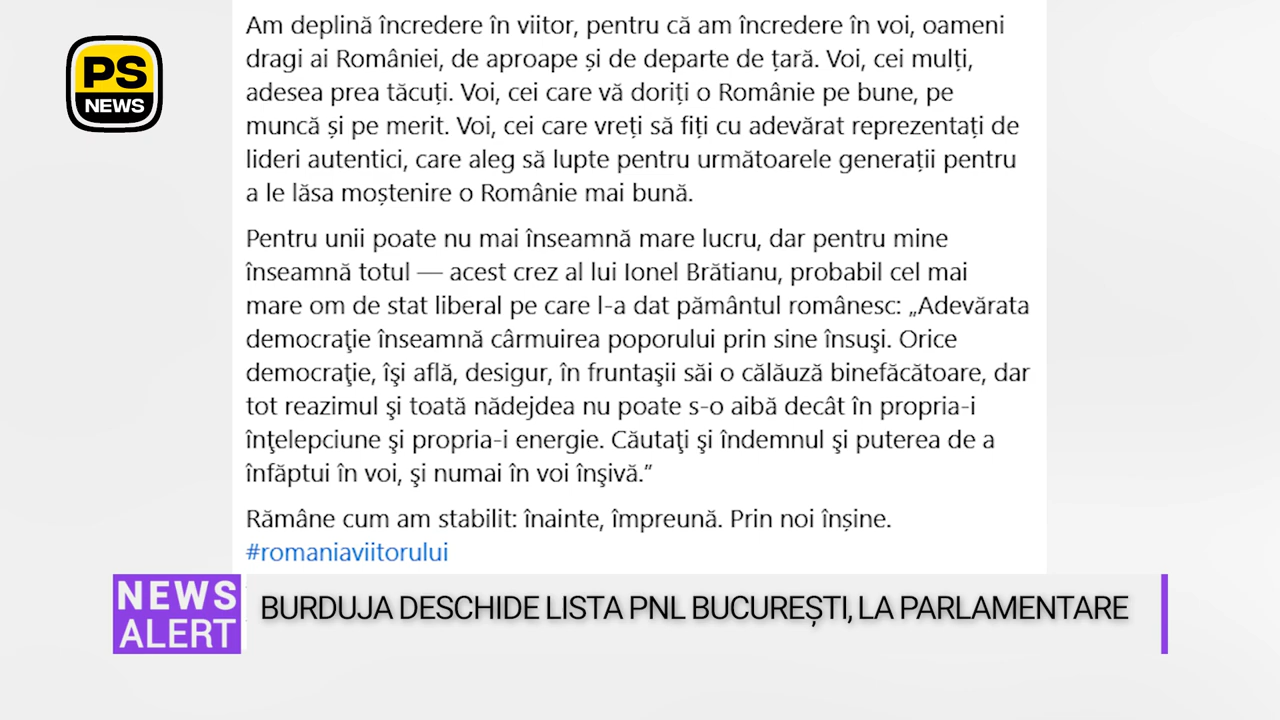 Am deplină încredere în viitor, pentru că am încredere în voi, oameni
dragi ai României, de aproape și de departe de țară. Voi, cei mulți,
adesea prea tăcuți. Voi, cei care vă doriți o Românie pe bune, pe
muncă și pe merit. Voi, cei care vreți să fiți cu adevărat reprezentați de
lideri autentici, care aleg să lupte pentru următoarele generații pentru
a le lăsa moștenire o Românie mai bună.
Pentru unii poate nu mai înseamnă mare lucru, dar pentru mine
înseamnă totul — acest crez al lui Ionel Brătianu, probabil cel mai
mare om de stat liberal pe care l-a dat pământul românesc: „Adevărata
democraţie înseamnă cârmuirea poporului prin sine însuşi. Orice
democraţie, îşi află, desigur, în fruntaşii săi o călăuză binefăcătoare, dar
tot reazimul şi toată nădejdea nu poate s-o aibă decât în propria-i
înţelepciune şi propria-i energie. Căutaţi şi îndemnul şi puterea de a
înfăptui în voi, şi numai în voi înşivă.”
Rămâne cum am stabilit: înainte, împreună. Prin noi înșine.
#romaniaviitorului
PS
NEWS
NEWS
ALERT
BURDUJA DESCHIDE LISTA PNL BUCUREȘTI, LA PARLAMENTARE